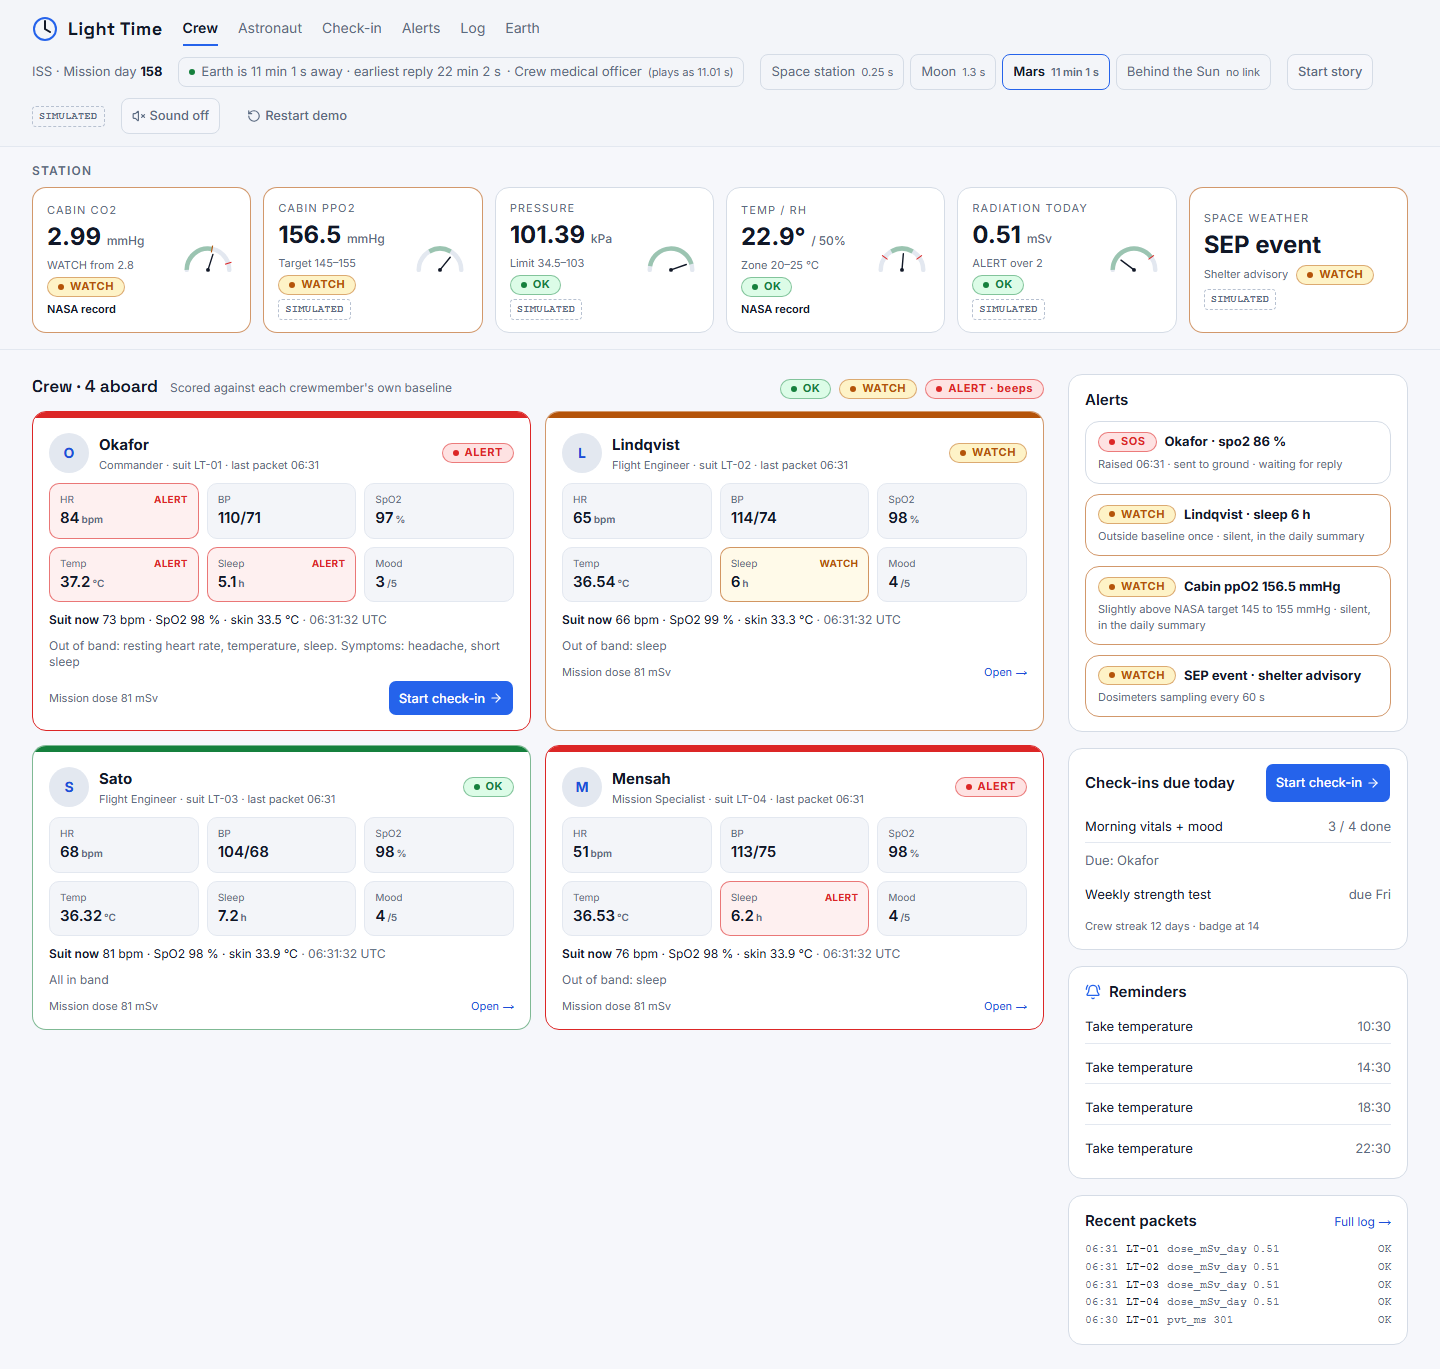 Light Time Crew Astronaut Check-in Alerts Log Earth
ISS · Mission day 158 Earth is 11 min 1 s away · earliest reply 22 min 2 s · Crew medical officer (plays as 11.01 s) Space station 0.25 s Moon 1.3 s Mars 11 min 1 s Behind the Sun no link Start story
SIMULATED Sound off Restart demo
STATION
CABIN CO2
2.99 mmHg
WATCH from 2.8
WATCH
NASA record
CABIN PPO2
156.5 mmHg
Target 145–155
WATCH
SIMULATED
PRESSURE
101.39 kPa
Limit 34.5–103
OK
SIMULATED
TEMP / RH
22.9° / 50%
Zone 20–25 °C
OK
NASA record
RADIATION TODAY
0.51 mSv
ALERT over 2
OK
SIMULATED
SPACE WEATHER
SEP event
Shelter advisory WATCH
SIMULATED
Crew · 4 aboard Scored against each crewmember's own baseline OK WATCH ALERT · beeps
O Okafor ALERT
Commander · suit LT-01 · last packet 06:31
HR ALERT
84 bpm
BP
110/71
SpO2
97 %
Temp ALERT
37.2 °C
Sleep ALERT
5.1 h
Mood
3 /5
Suit now 73 bpm · SpO2 98 % · skin 33.5 °C · 06:31:32 UTC
Out of band: resting heart rate, temperature, sleep. Symptoms: headache, short
sleep
Mission dose 81 mSv Start check-in →
L Lindqvist WATCH
Flight Engineer · suit LT-02 · last packet 06:31
HR
65 bpm
BP
114/74
SpO2
98 %
Temp
36.54 °C
Sleep WATCH
6 h
Mood
4 /5
Suit now 66 bpm · SpO2 99 % · skin 33.3 °C · 06:31:32 UTC
Out of band: sleep
Mission dose 81 mSv Open →
S Sato OK
Flight Engineer · suit LT-03 · last packet 06:31
HR
68 bpm
BP
104/68
SpO2
98 %
Temp
36.32 °C
Sleep
7.2 h
Mood
4 /5
Suit now 81 bpm · SpO2 98 % · skin 33.9 °C · 06:31:32 UTC
All in band
Mission dose 81 mSv Open →
M Mensah ALERT
Mission Specialist · suit LT-04 · last packet 06:31
HR
51 bpm
BP
113/75
SpO2
98 %
Temp
36.53 °C
Sleep ALERT
6.2 h
Mood
4 /5
Suit now 76 bpm · SpO2 98 % · skin 33.9 °C · 06:31:32 UTC
Out of band: sleep
Mission dose 81 mSv Open →
Alerts
SOS Okafor · spo2 86 %
Raised 06:31 · sent to ground · waiting for reply
WATCH Lindqvist · sleep 6 h
Outside baseline once · silent, in the daily summary
WATCH Cabin ppO2 156.5 mmHg
Slightly above NASA target 145 to 155 mmHg · silent,
in the daily summary
WATCH SEP event · shelter advisory
Dosimeters sampling every 60 s
Check-ins due today Start check-in →
Morning vitals + mood 3 / 4 done
Due: Okafor
Weekly strength test due Fri
Crew streak 12 days · badge at 14
Reminders
Take temperature 10:30
Take temperature 14:30
Take temperature 18:30
Take temperature 22:30
Recent packets Full log →
06:31 LT-01 dose_mSv_day 0.51 OK
06:31 LT-02 dose_mSv_day 0.51 OK
06:31 LT-03 dose_mSv_day 0.51 OK
06:31 LT-04 dose_mSv_day 0.51 OK
06:30 LT-01 pvt_ms 301 OK